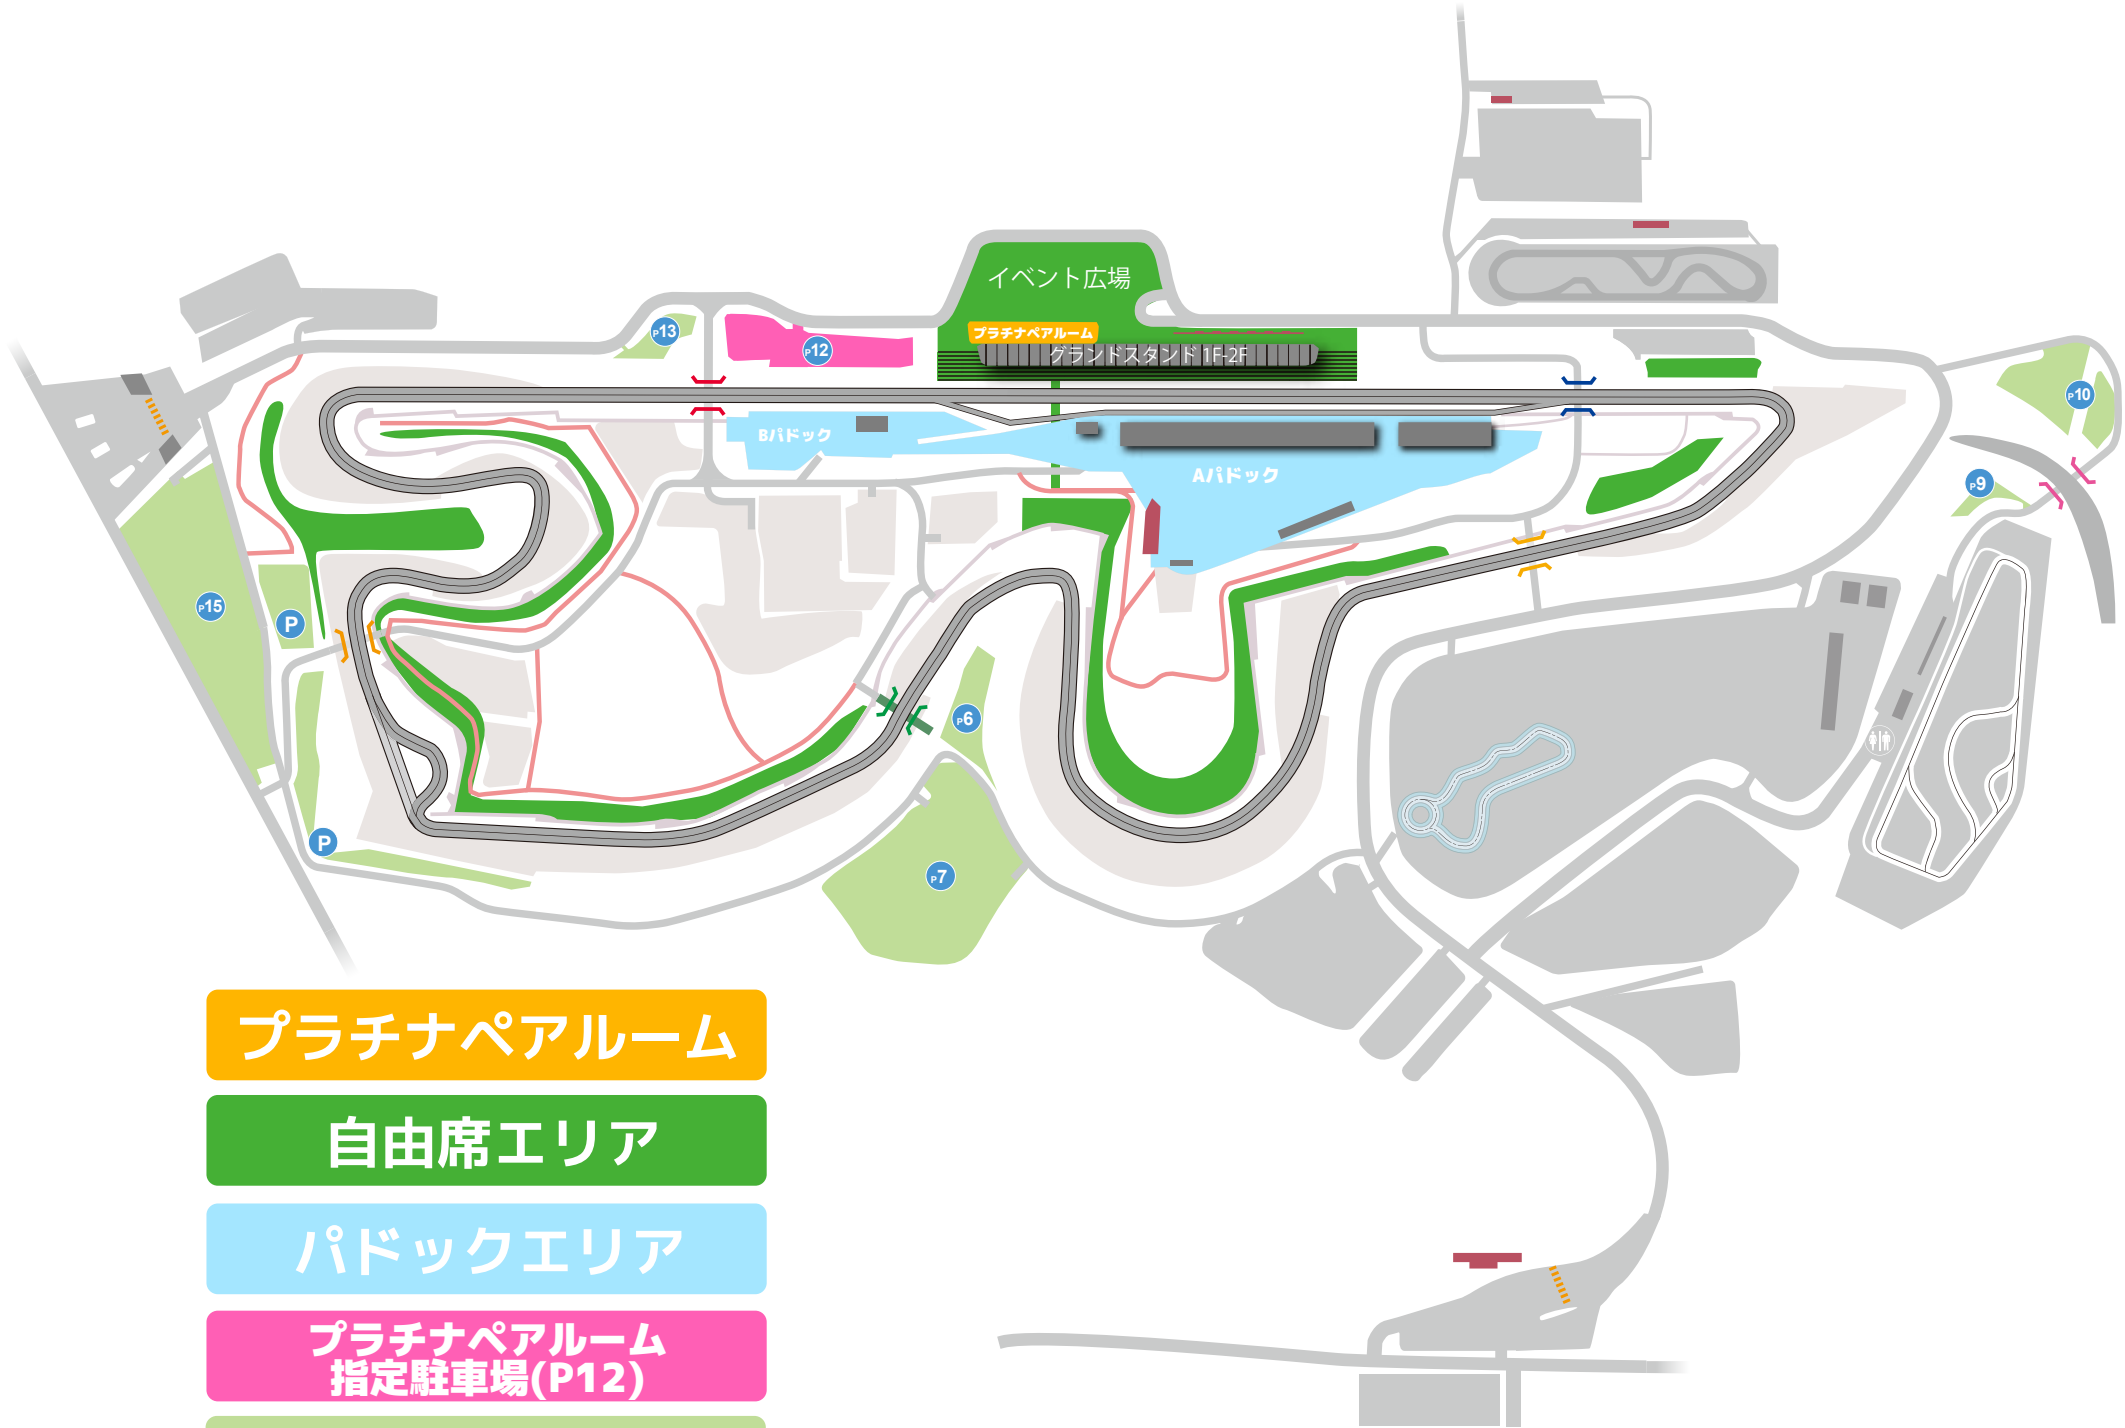 イベント広場
プラチナペアルーム
グランドスタンド 1F-2F
P13
P12
P10
Bパドック
Aパドック
P9
P15
P
P6
P
P7
プラチナペアルーム
自由席エリア
パドックエリア
プラチナペアルーム
指定駐車場(P12)